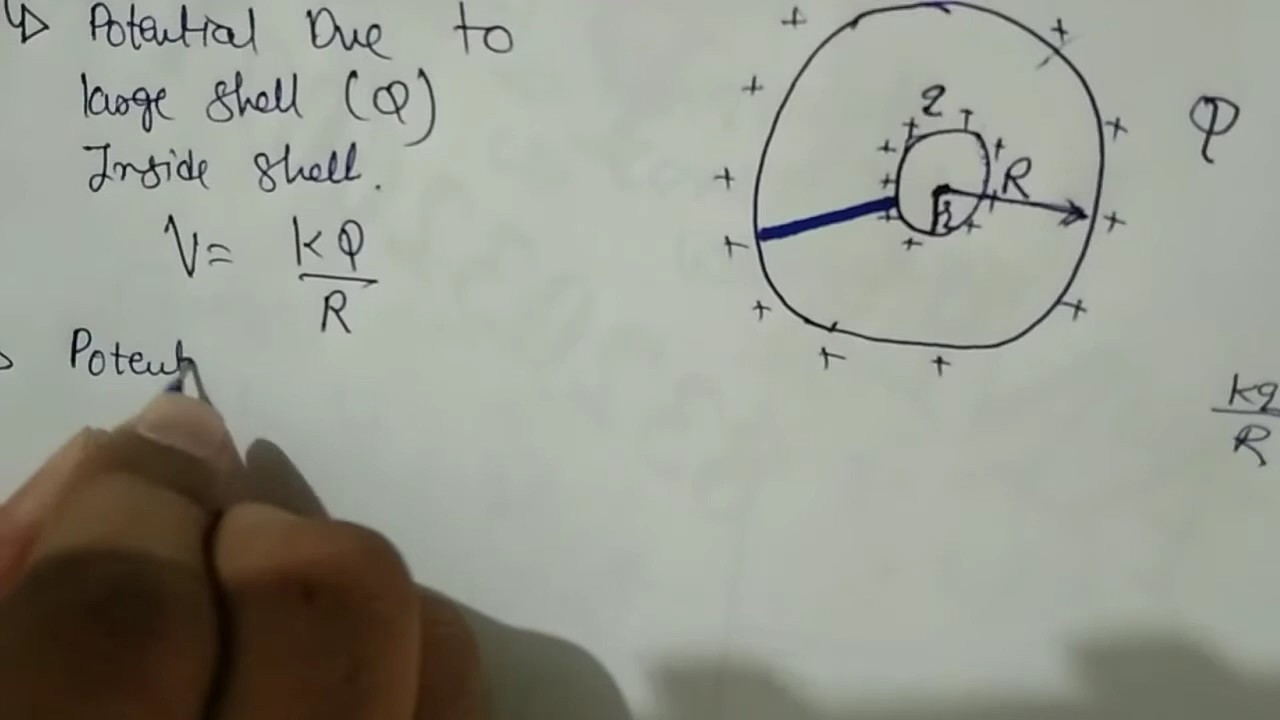 Potential Due to
large shell (Q)
Inside shell.
V = kQ
R
Potent
q
R
r
Q
kq
R